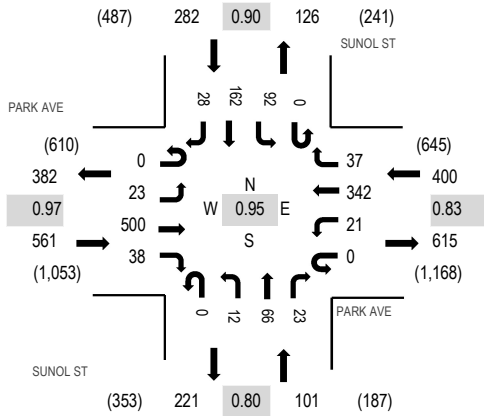 (487) 282 0.90 126 (241)
SUNOL ST
PARK AVE
28 162 92 0
(610) (645)
382 0 37 400
23 N 342
0.97 W 0.95 E 0.83
500 S 21
561 38 0 615
(1,053) (1,168)
0 12 66 23
PARK AVE
SUNOL ST
(353) 221 0.80 101 (187)